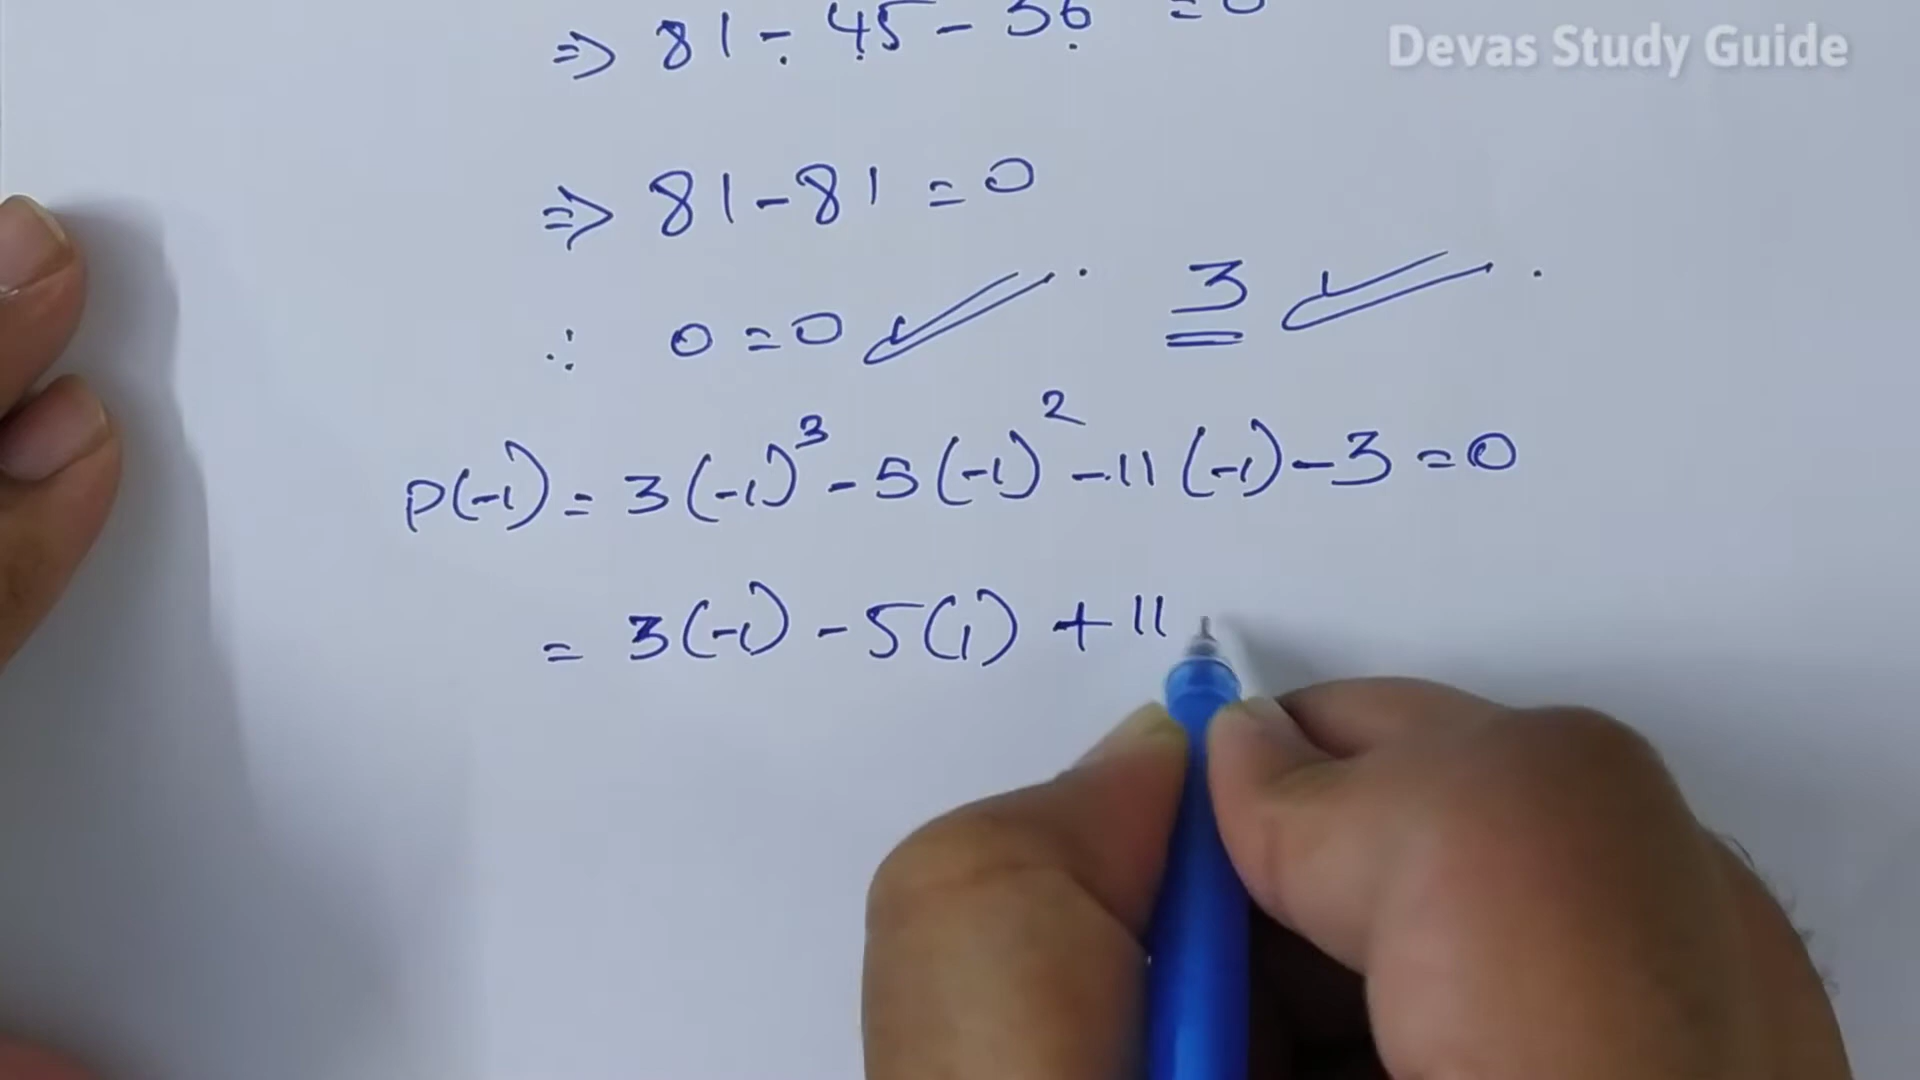 ⇒ 81 - 45 - 36 = 0
Devas Study Guide
⇒ 81 - 81 = 0
∴ 0 = 0 ✓. 3 ✓.
P(-1) = 3(-1)³ - 5(-1)² - 11(-1) - 3 = 0
= 3(-1) - 5(1) + 11